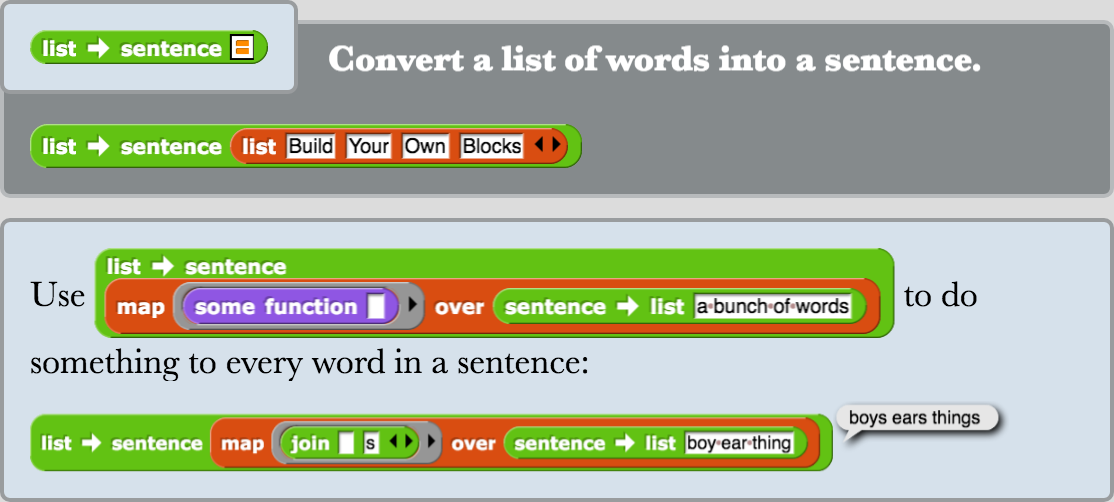 list → sentence
Convert a list of words into a sentence.
list → sentence list Build Your Own Blocks
list → sentence
Use map some function over sentence → list a·bunch·of·words to do
something to every word in a sentence:
boys ears things
list → sentence map join s over sentence → list boy·ear·thing